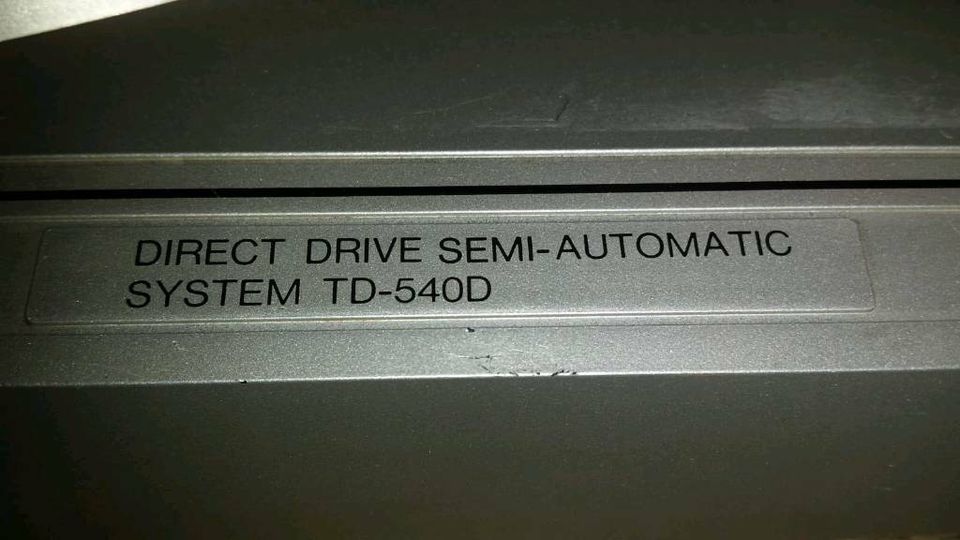 DIRECT DRIVE SEMI-AUTOMATIC
SYSTEM TD-540D